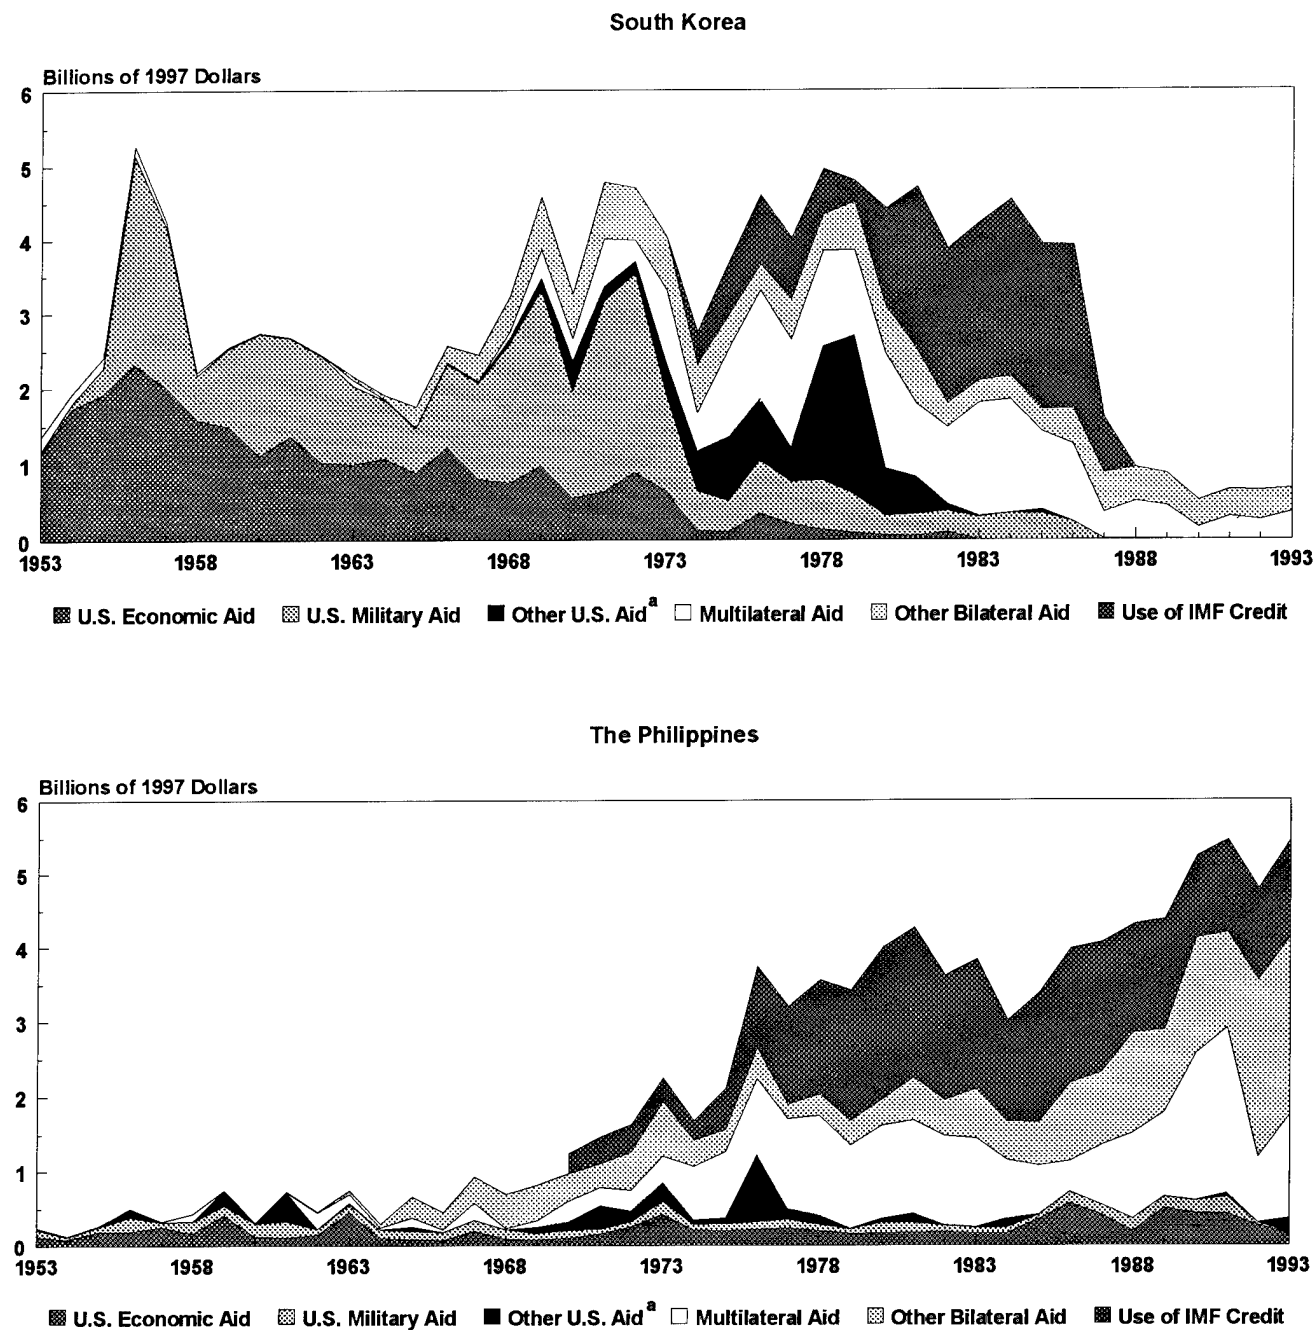 South Korea
Billions of 1997 Dollars
6
5
4
3
2
1
0
1953 1958 1963 1968 1973 1978 1983 1988 1993
U.S. Economic Aid U.S. Military Aid Other U.S. Aid a Multilateral Aid Other Bilateral Aid Use of IMF Credit
The Philippines
Billions of 1997 Dollars
6
5
4
3
2
1
0
1953 1958 1963 1968 1973 1978 1983 1988 1993
U.S. Economic Aid U.S. Military Aid Other U.S. Aid a Multilateral Aid Other Bilateral Aid Use of IMF Credit